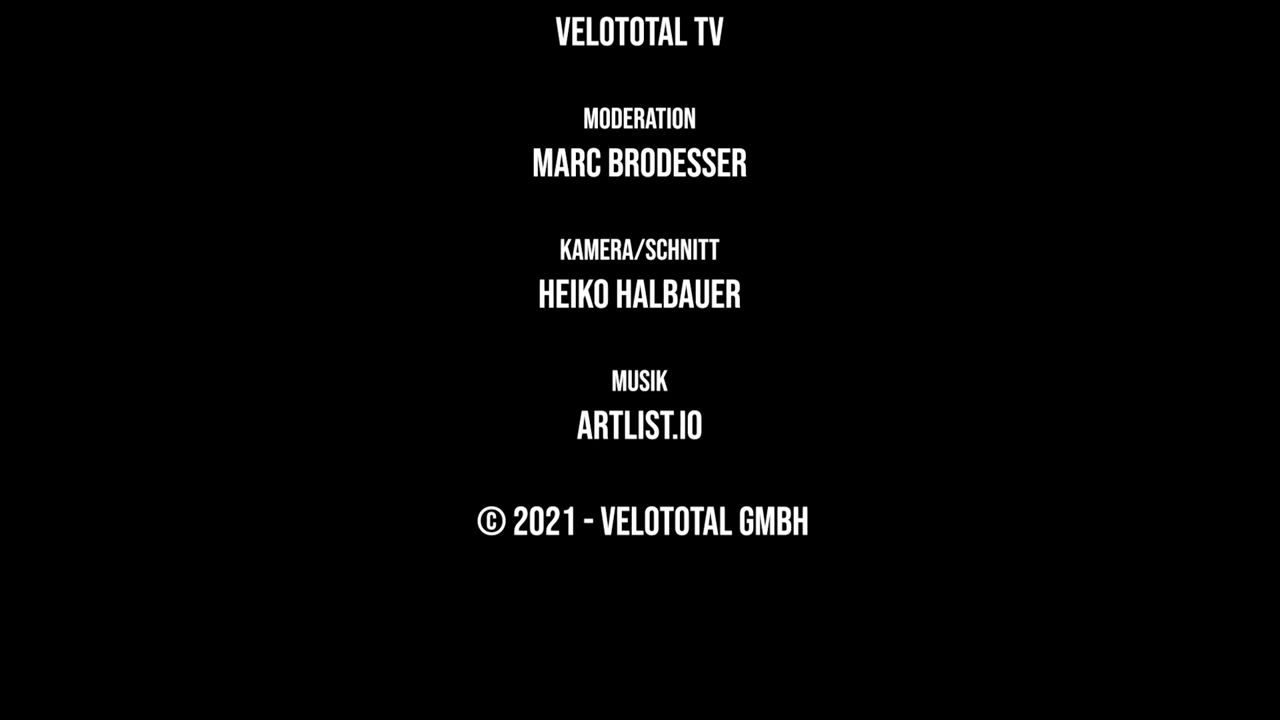 VELOTOTAL TV
MODERATION
MARC BRODESSER
KAMERA/SCHNITT
HEIKO HALBAUER
MUSIK
ARTLIST.IO
© 2021 - VELOTOTAL GMBH